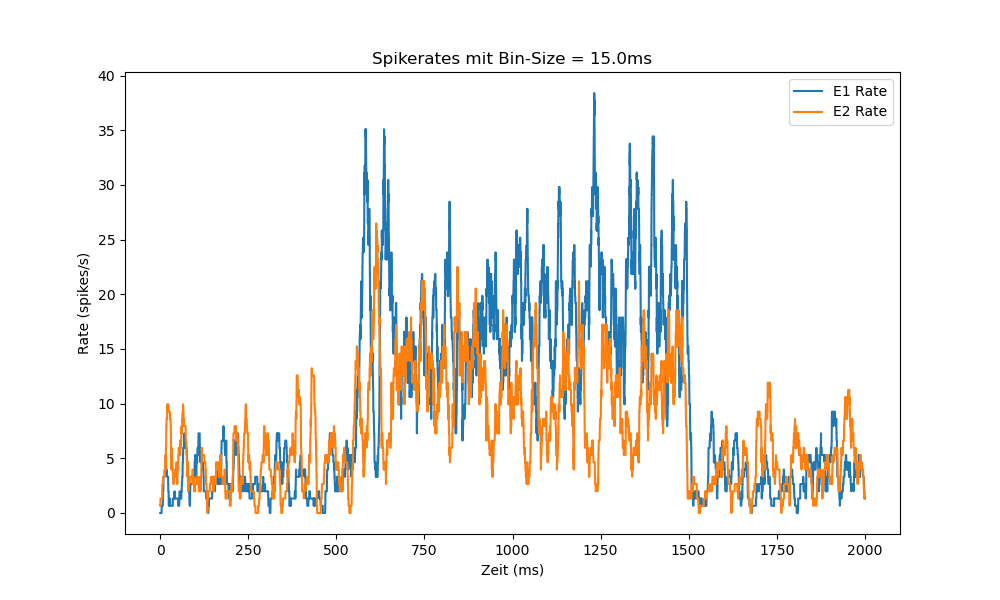 Spikerates mit Bin-Size = 15.0ms
E1 Rate
E2 Rate
Rate (spikes/s)
40
35
30
25
20
15
10
5
0
0 250 500 750 1000 1250 1500 1750 2000
Zeit (ms)